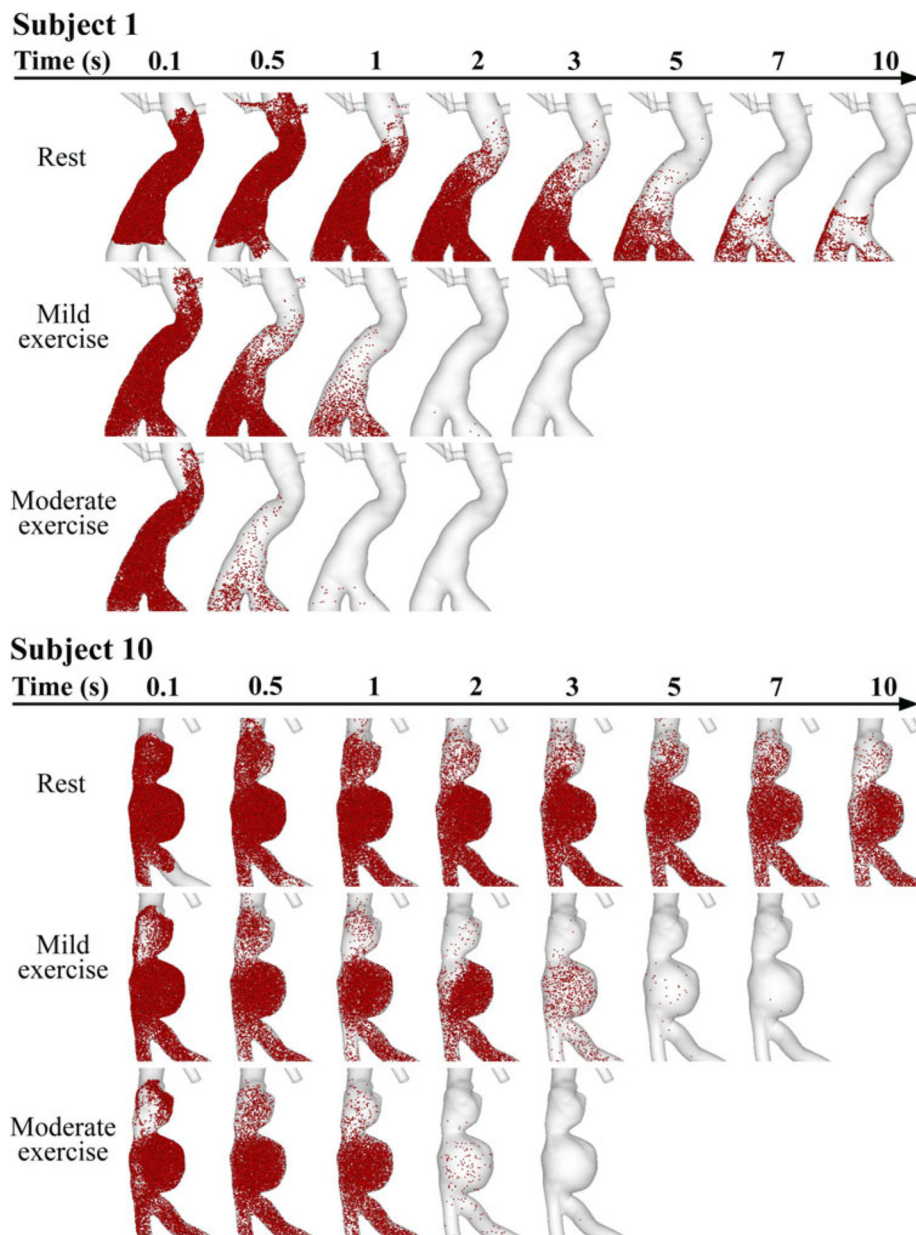 Subject 1
Time (s) 0.1 0.5 1 2 3 5 7 10
Rest
Mild
exercise
Moderate
exercise
Subject 10
Time (s) 0.1 0.5 1 2 3 5 7 10
Rest
Mild
exercise
Moderate
exercise